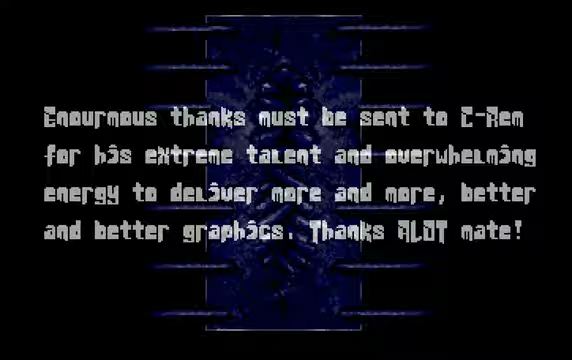 Enourmous thanks must be sent to C-Rem
for his extreme talent and overwhelming
energy to deliver more and more, better
and better graphics. Thanks ALOT mate!